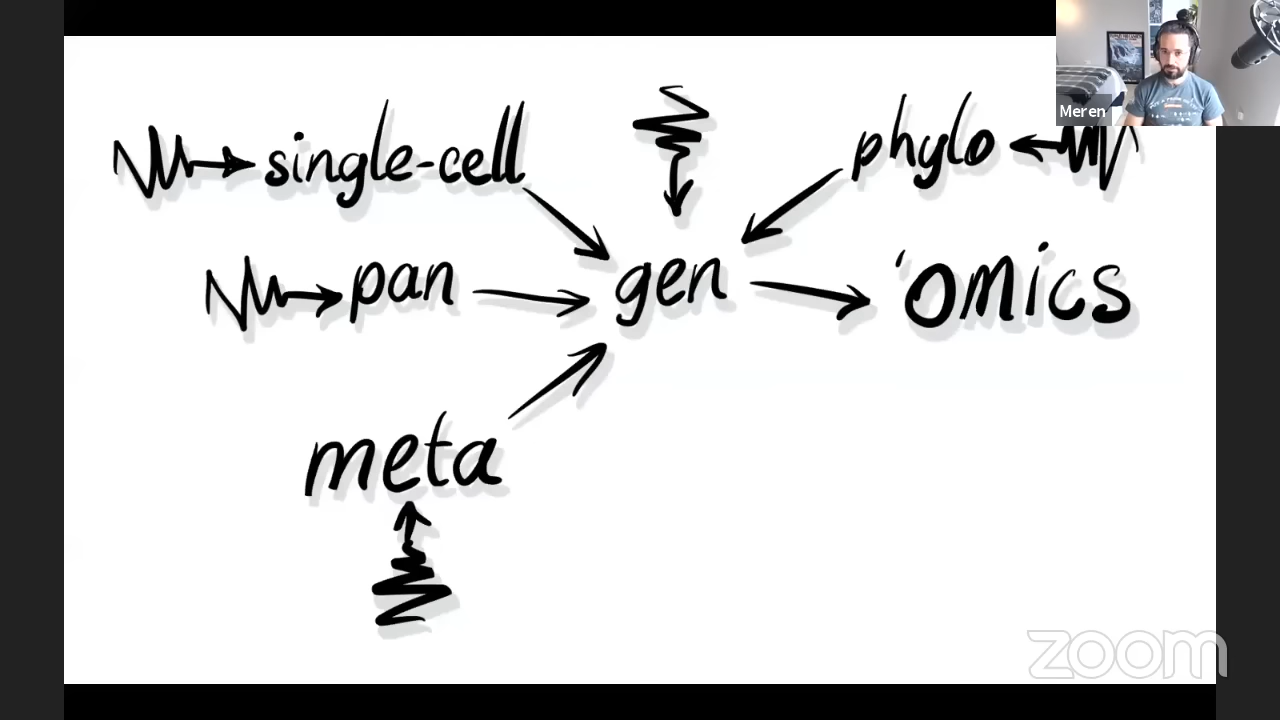 Meren
single-cell
phylo
pan
gen
'omics
meta
zoom